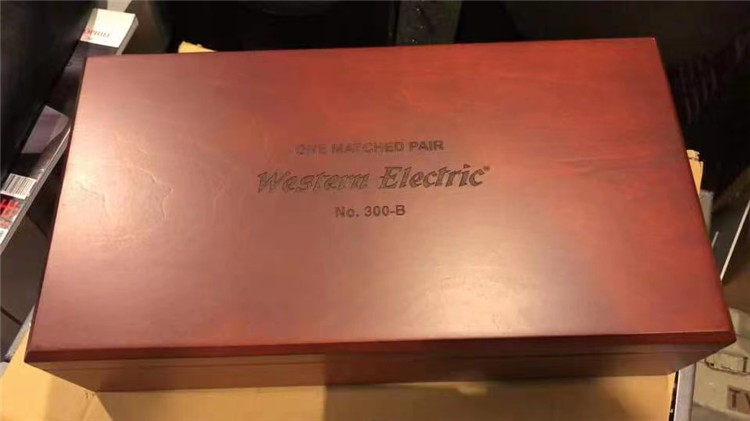 ONE MATCHED PAIR
Western Electric®
No. 300-B